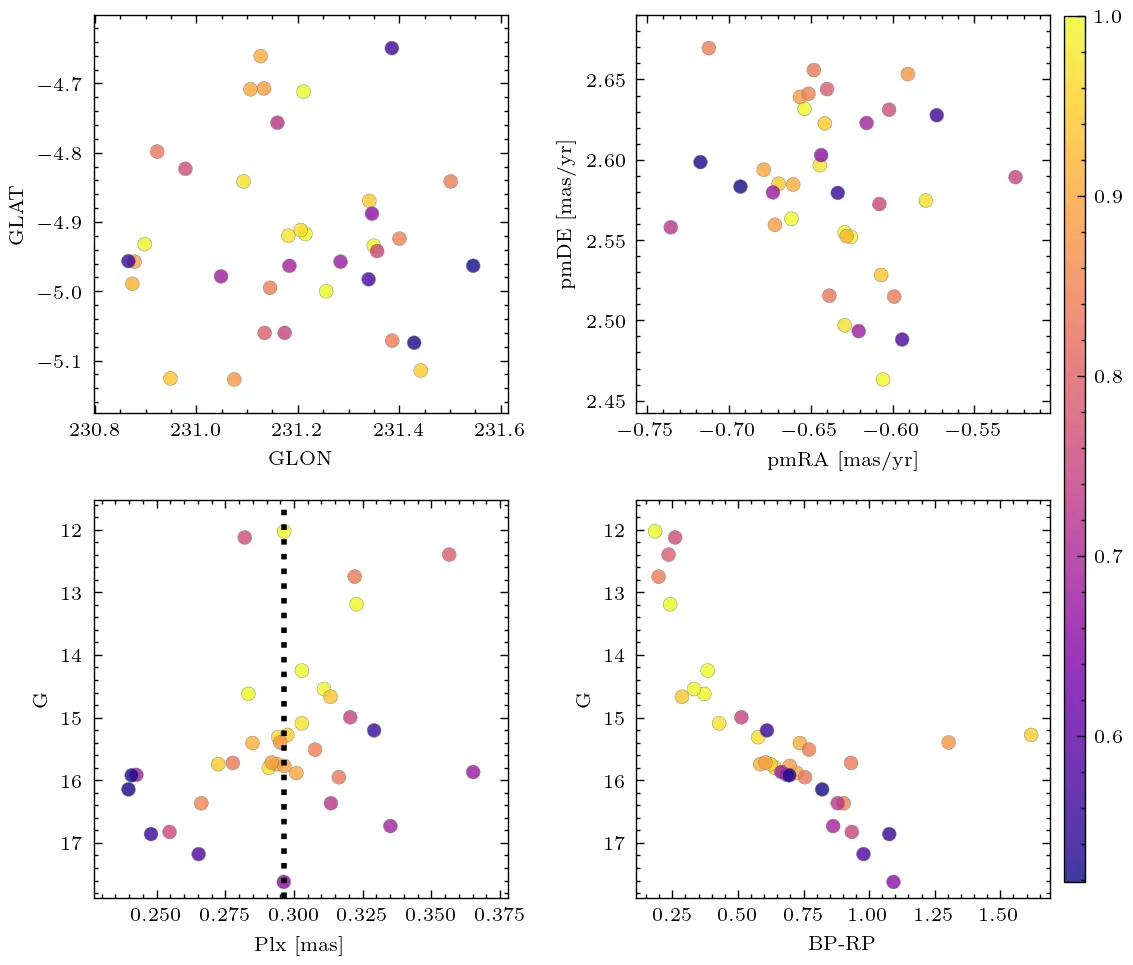 −4.7
−4.8
−4.9
−5.0
−5.1
GLAT
230.8 231.0 231.2 231.4 231.6
GLON
2.65
2.60
2.55
2.50
2.45
pmDE [mas/yr]
−0.75 −0.70 −0.65 −0.60 −0.55
pmRA [mas/yr]
12
13
14
15
16
17
G
0.250 0.275 0.300 0.325 0.350 0.375
Plx [mas]
12
13
14
15
16
17
G
0.25 0.50 0.75 1.00 1.25 1.50
BP-RP
1.0
0.9
0.8
0.7
0.6